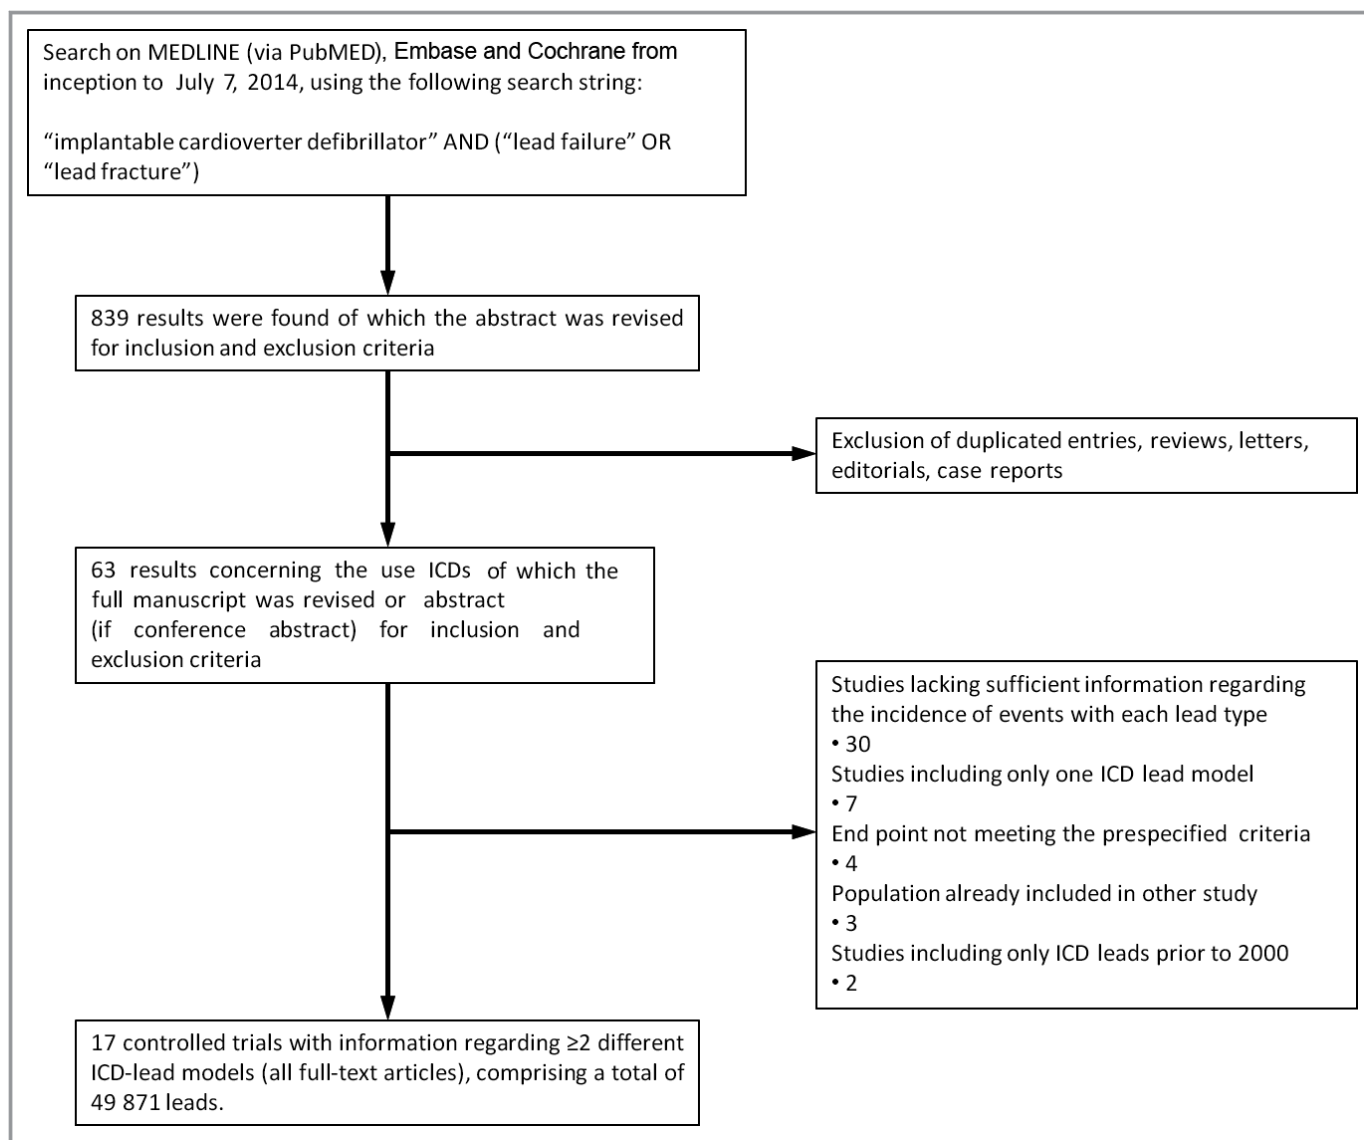 Search on MEDLINE (via PubMED), Embase and Cochrane from
inception to July 7, 2014, using the following search string:
“implantable cardioverter defibrillator” AND (“lead failure” OR
“lead fracture”)
839 results were found of which the abstract was revised
for inclusion and exclusion criteria
Exclusion of duplicated entries, reviews, letters,
editorials, case reports
63 results concerning the use ICDs of which the
full manuscript was revised or abstract
(if conference abstract) for inclusion and
exclusion criteria
Studies lacking sufficient information regarding
the incidence of events with each lead type
• 30
Studies including only one ICD lead model
• 7
End point not meeting the prespecified criteria
• 4
Population already included in other study
• 3
Studies including only ICD leads prior to 2000
• 2
17 controlled trials with information regarding ≥2 different
ICD-lead models (all full-text articles), comprising a total of
49 871 leads.